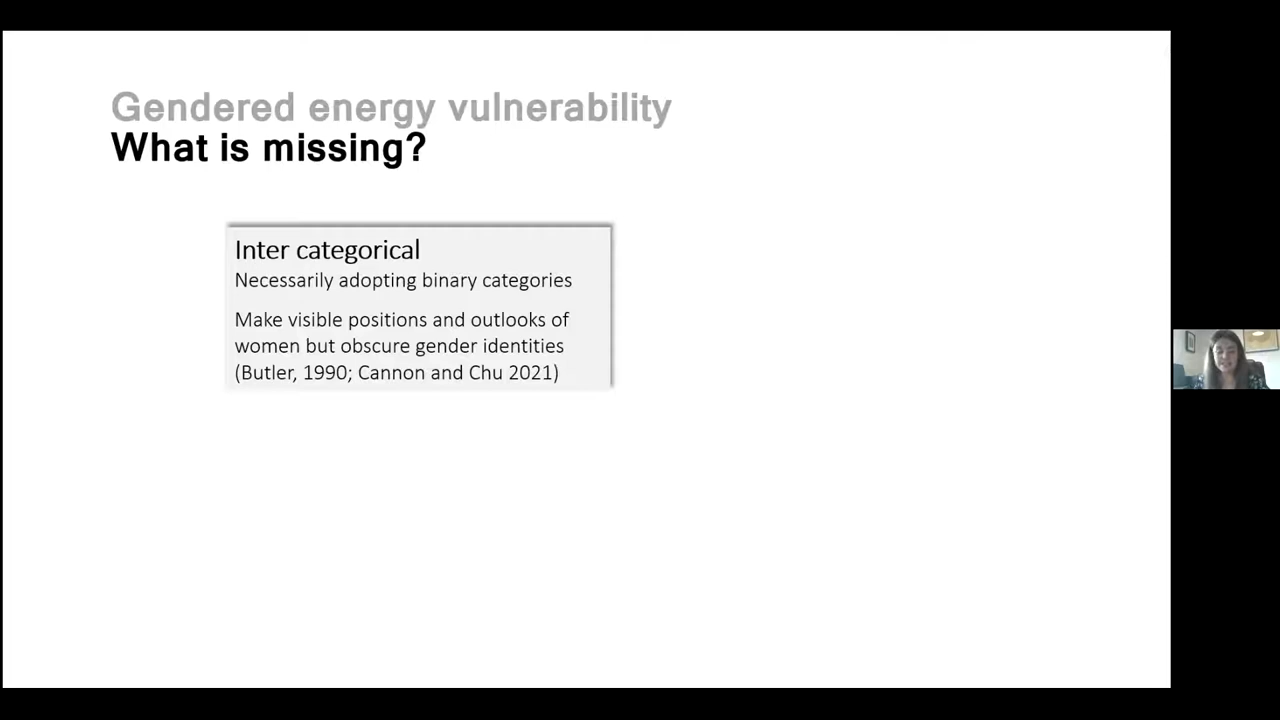 Gendered energy vulnerability
What is missing?
Inter categorical
Necessarily adopting binary categories
Make visible positions and outlooks of
women but obscure gender identities
(Butler, 1990; Cannon and Chu 2021)